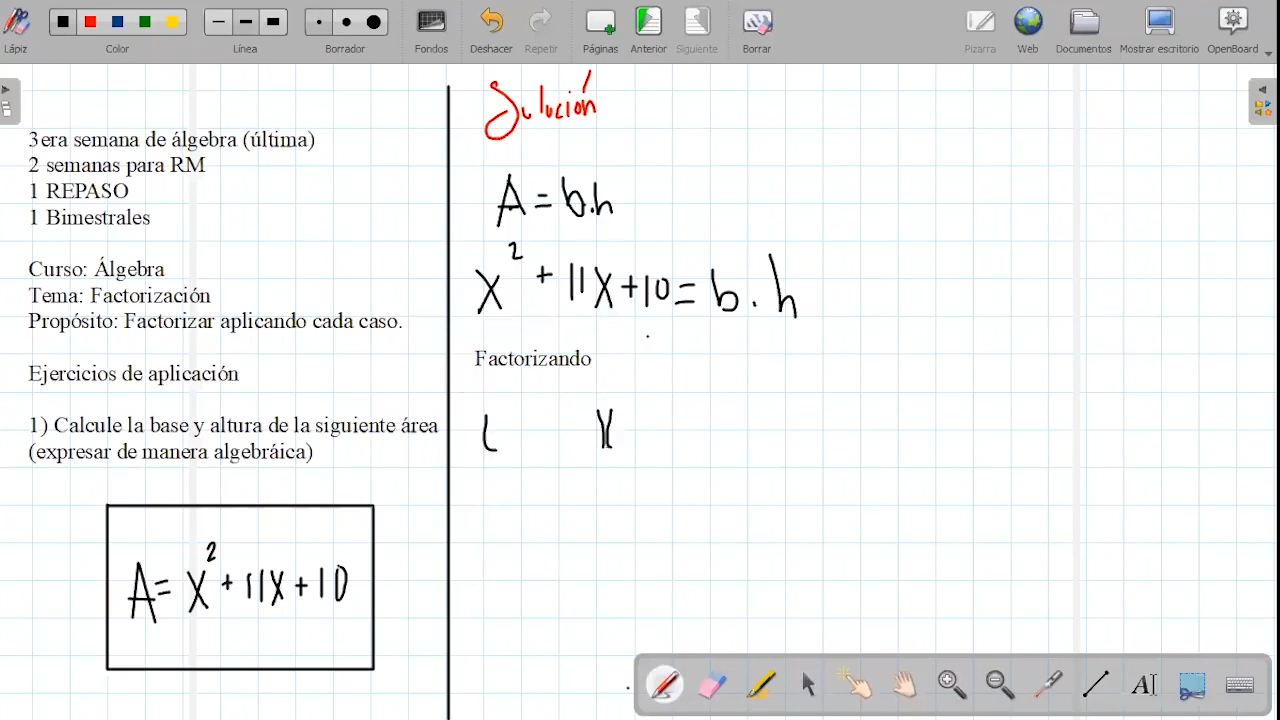 Lápiz Color Línea Borrador Fondos Deshacer Repetir Páginas Anterior Siguiente Borrar Pizarra Web Documentos Mostrar escritorio OpenBoard
3era semana de álgebra (última)
2 semanas para RM
1 REPASO
1 Bimestrales
Curso: Álgebra
Tema: Factorización
Propósito: Factorizar aplicando cada caso.
Ejercicios de aplicación
1) Calcule la base y altura de la siguiente área
(expresar de manera algebráica)
A = x² + 11x + 10
Solución
A = b.h
x² + 11x + 10 = b . h
Factorizando
( )(
AI